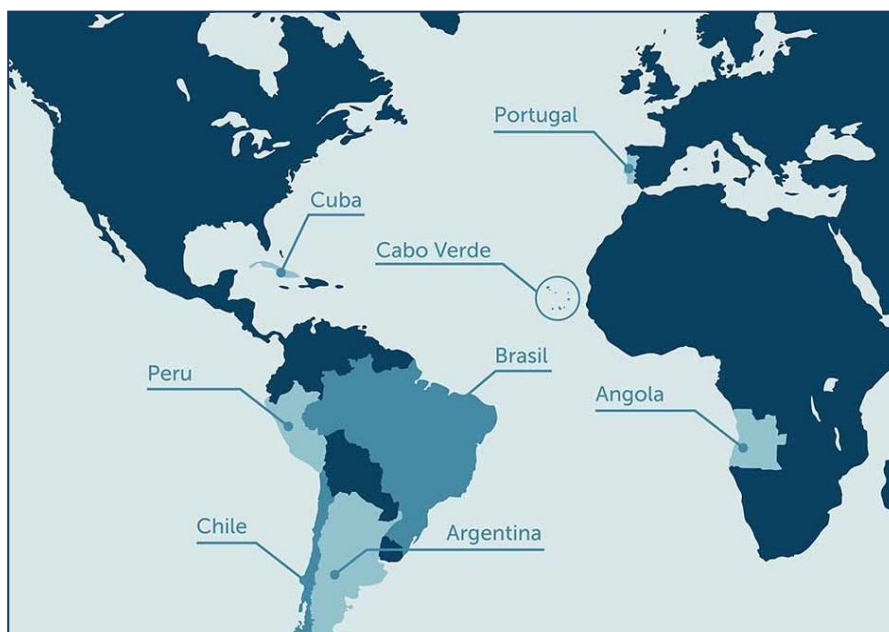 Portugal
Cuba
Cabo Verde
Brasil
Peru
Angola
Chile
Argentina